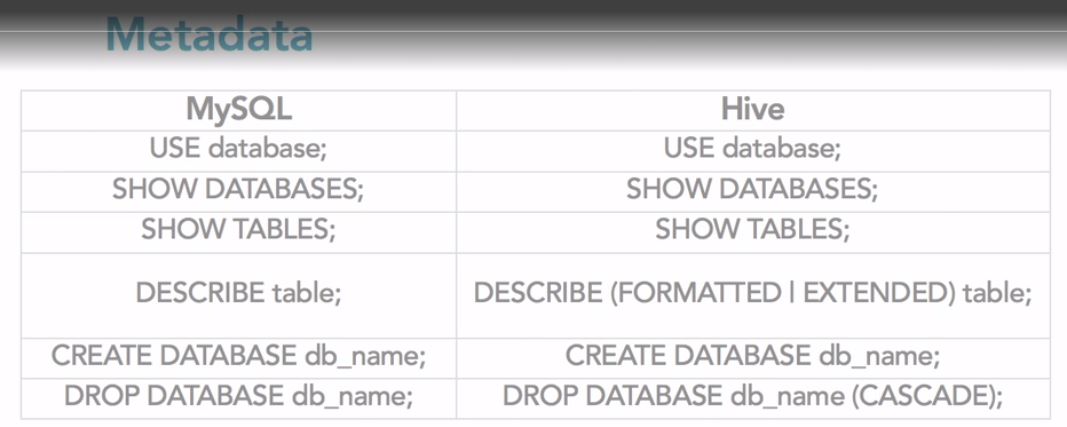 Metadata
MySQL Hive
USE database; USE database;
SHOW DATABASES; SHOW DATABASES;
SHOW TABLES; SHOW TABLES;
DESCRIBE table; DESCRIBE (FORMATTED | EXTENDED) table;
CREATE DATABASE db_name; CREATE DATABASE db_name;
DROP DATABASE db_name; DROP DATABASE db_name (CASCADE);